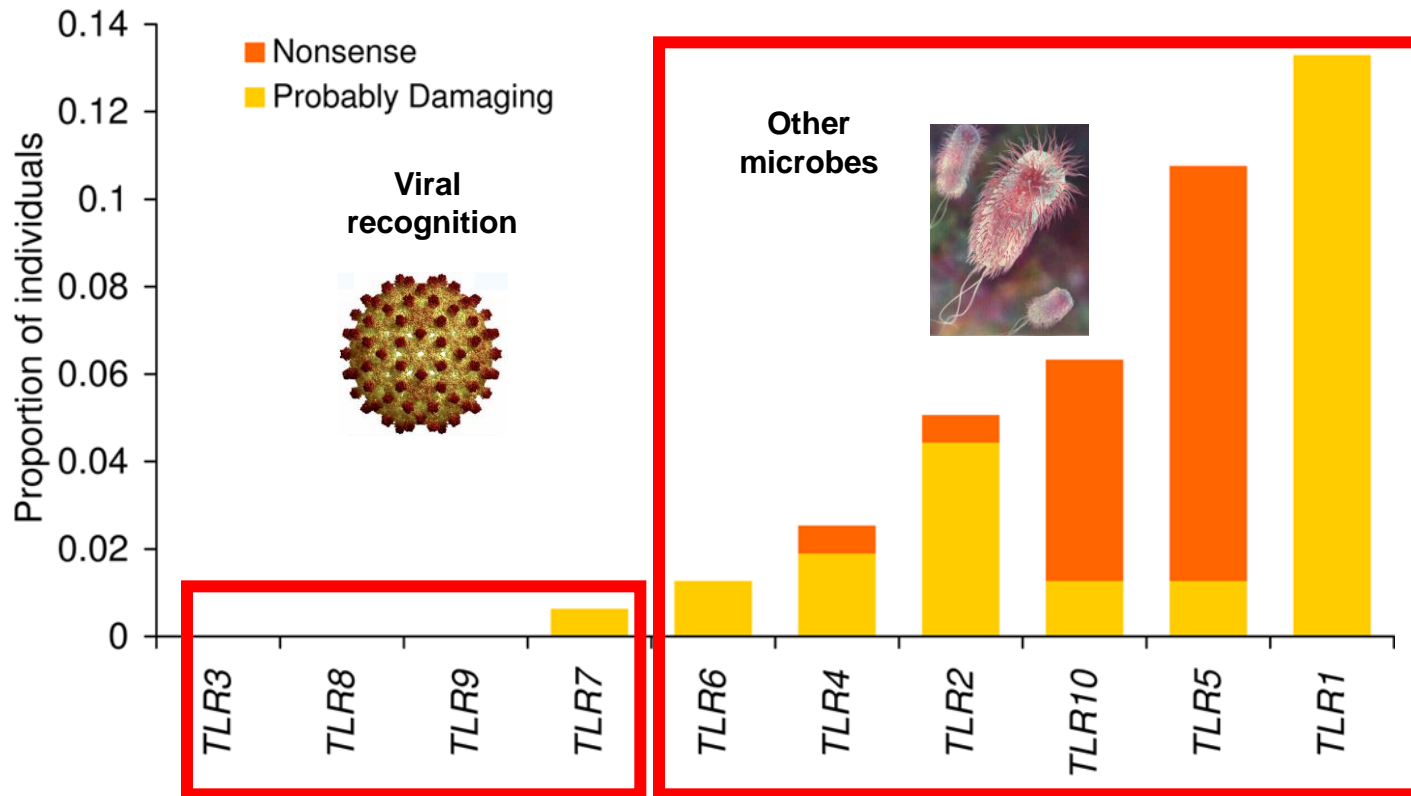 0.14
0.12
0.1
0.08
0.06
0.04
0.02
0
Proportion of individuals
Nonsense
Probably Damaging
Viral
recognition
Other
microbes
TLR3
TLR8
TLR9
TLR7
TLR6
TLR4
TLR2
TLR10
TLR5
TLR1